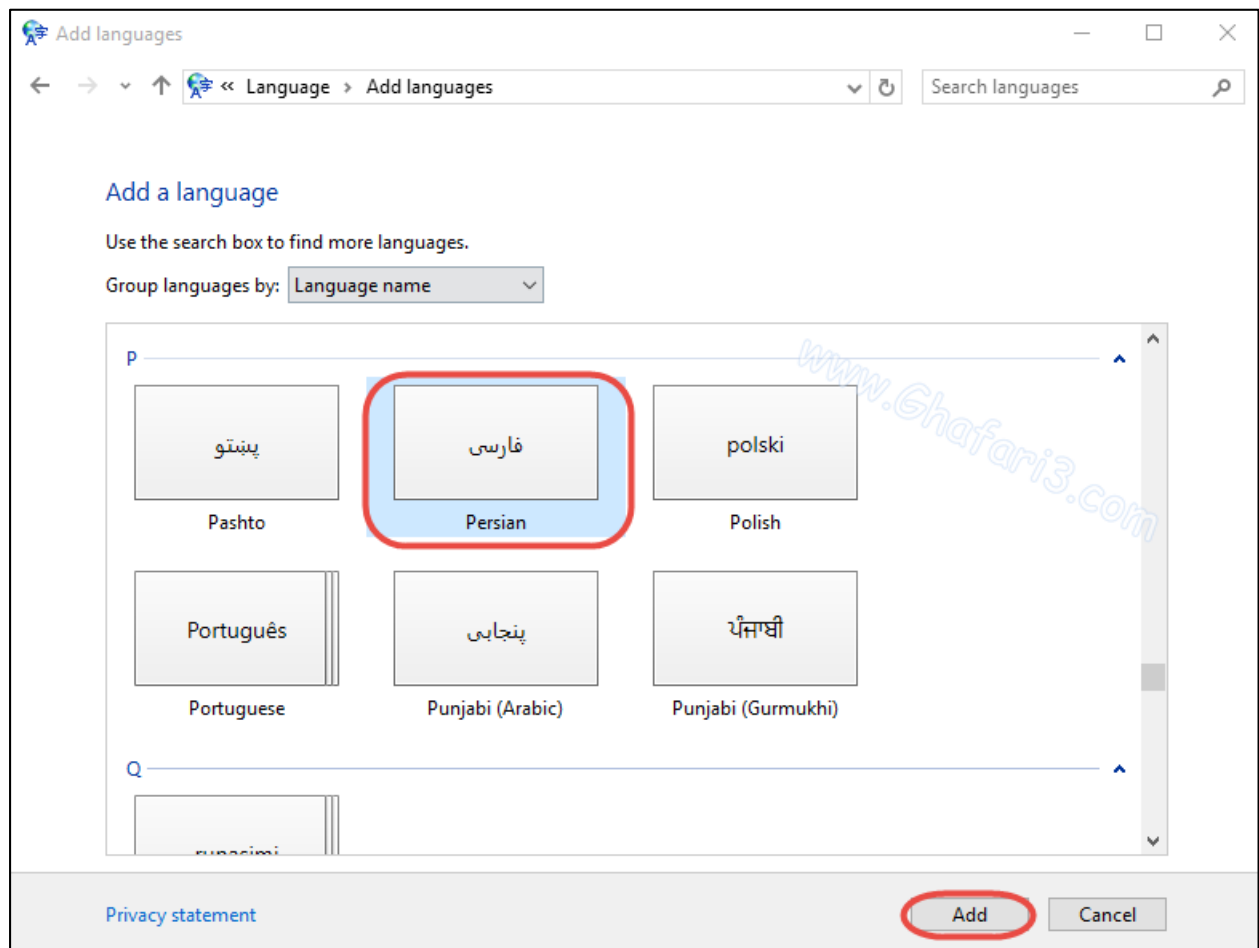 Add languages
« Language › Add languages
Search languages
Add a language
Use the search box to find more languages.
Group languages by: Language name
P
www.Ghafari3.com
پښتو
فارسی
polski
Pashto
Persian
Polish
Português
پنجابی
ਪੰਜਾਬੀ
Portuguese
Punjabi (Arabic)
Punjabi (Gurmukhi)
Q
runasimi
Privacy statement
Add
Cancel